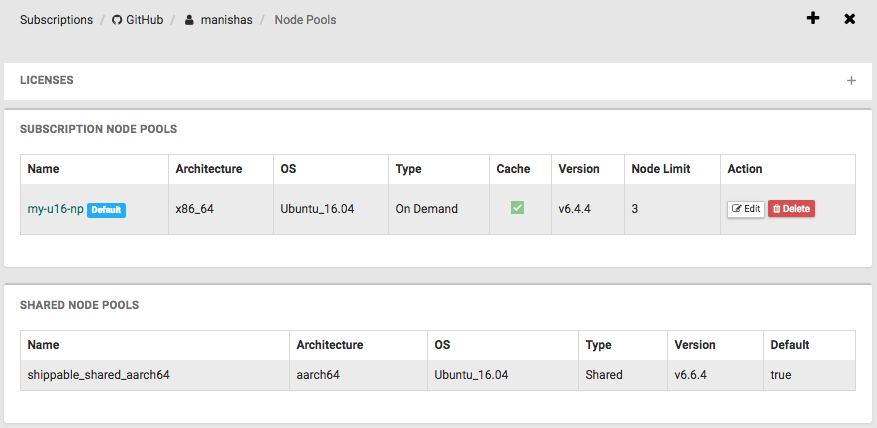 Subscriptions / GitHub / manishas / Node Pools
LICENSES
SUBSCRIPTION NODE POOLS
Name Architecture OS Type Cache Version Node Limit Action
my-u16-np Default x86_64 Ubuntu_16.04 On Demand v6.4.4 3 Edit Delete
SHARED NODE POOLS
Name Architecture OS Type Version Default
shippable_shared_aarch64 aarch64 Ubuntu_16.04 Shared v6.6.4 true